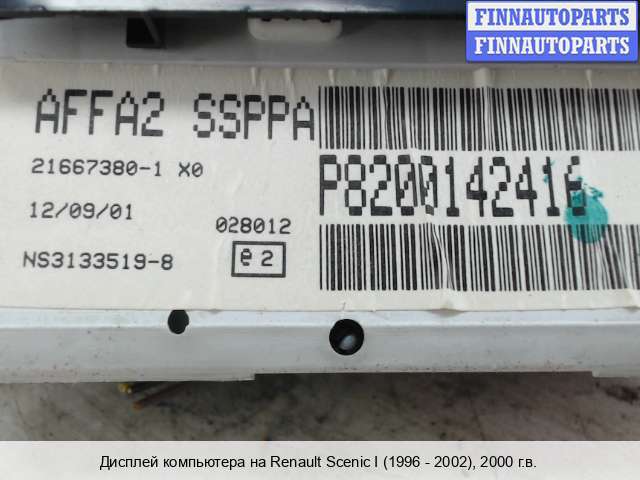 FINNAUTOPARTS
FINNAUTOPARTS
AFFA2 SSPPA
21667380-1 X0
P8200142416
12/09/01
028012
NS3133519-8
e 2
Дисплей компьютера на Renault Scenic I (1996 - 2002), 2000 г.в.